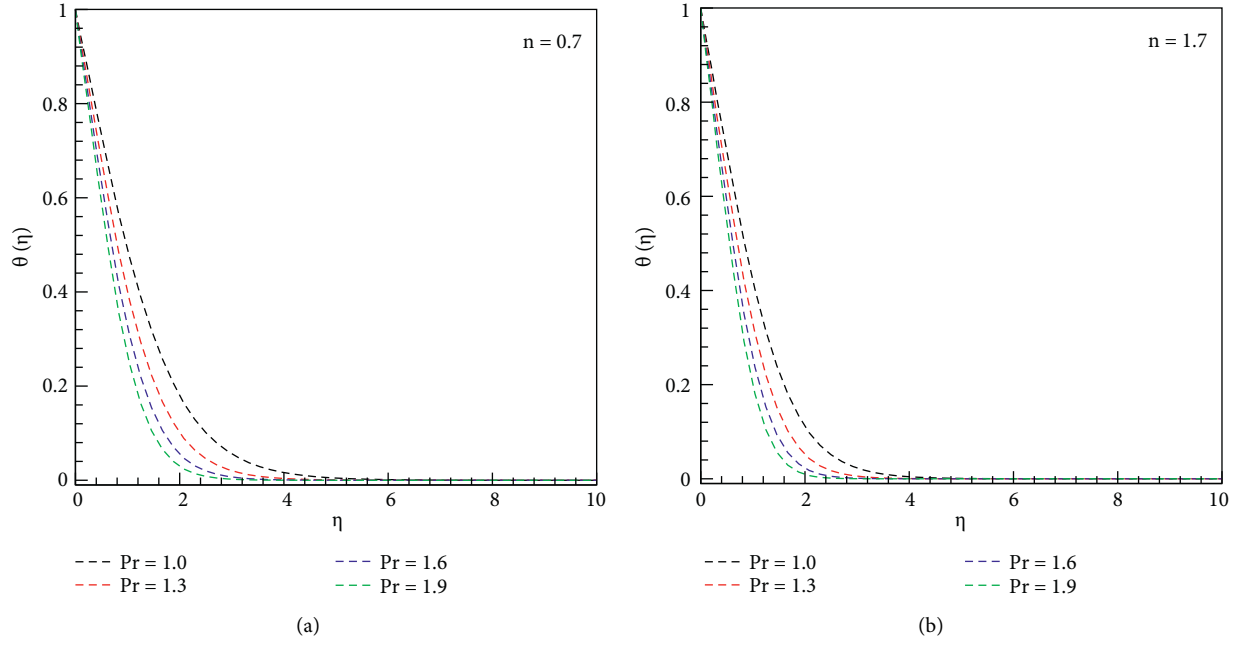 1
0.8
0.6
0.4
0.2
0
θ (η)
n = 0.7
0 2 4 6 8 10
η
Pr = 1.0
Pr = 1.3
Pr = 1.6
Pr = 1.9
(a)
1
0.8
0.6
0.4
0.2
0
θ (η)
n = 1.7
0 2 4 6 8 10
η
Pr = 1.0
Pr = 1.3
Pr = 1.6
Pr = 1.9
(b)